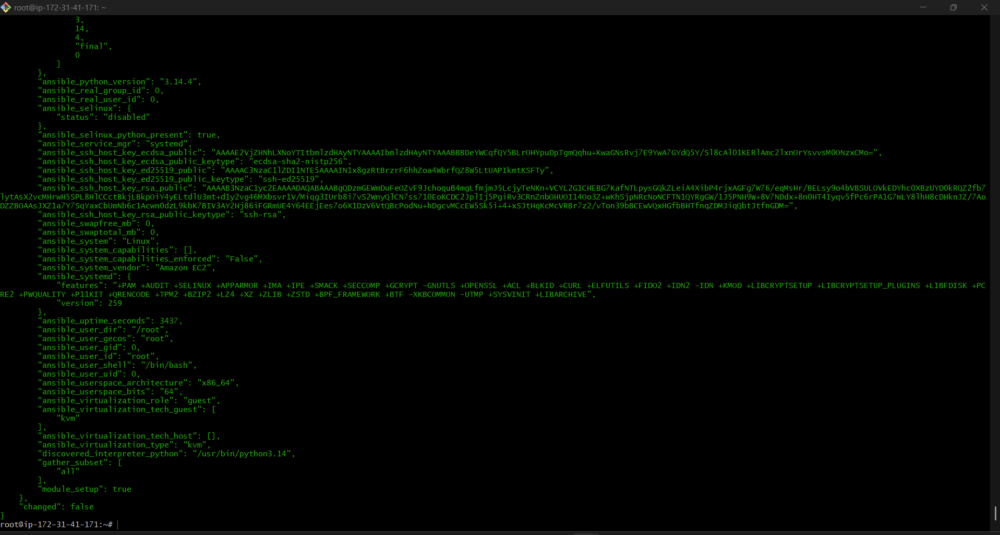 root@ip-172-31-41-171: ~
                3,
                14,
                4,
                "final",
                0
            ]
        },
        "ansible_python_version": "3.14.4",
        "ansible_real_group_id": 0,
        "ansible_real_user_id": 0,
        "ansible_selinux": {
            "status": "disabled"
        },
        "ansible_selinux_python_present": true,
        "ansible_service_mgr": "systemd",
        "ansible_ssh_host_key_ecdsa_public": "AAAAE2VjZHNhLXNoYTItbmlzdHAyNTYAAAAIbmlzdHAyNTYAAABBBDeYWCqfQY5BLrOHYpuDpTgmQqhu+KwaGNsRvj7E9YwA7GYdQ5Y/Sl8cAlO1KERlAmc2lxnOrYsvvsMOONzxCMo=",
        "ansible_ssh_host_key_ecdsa_public_keytype": "ecdsa-sha2-nistp256",
        "ansible_ssh_host_key_ed25519_public": "AAAAC3NzaC1lZDI1NTE5AAAAIN1x8gzRtBrzrF6hhZoa4WbrfQZ8W5LtUAPIkmtKSFTy",
        "ansible_ssh_host_key_ed25519_public_keytype": "ssh-ed25519",
        "ansible_ssh_host_key_rsa_public": "AAAAB3NzaC1yc2EAAAADAQABAAABgQDzmGEWmDuFeOZvF9JchoquB4mgLfmjmJ5LcjyTeNKn+VCYL2G1CHEBG7KafNTLpysGQkZLeiA4XibP4rjxAGFg7W76/eqMsHr/BELsy9o4bVBSULOVkEDYhcOXBzUYDOkRQZ2fb7
lytAsX2vcMHrwH5SPL8HlCCctBkjLBkpOiY4yELtdlU3mt+d1y2vg46MXbsvr1V/Miqg3IUrb8i7vS2WnyQlCN7ss71OEoKCDC2JplIj5PgiRv3CRnZnbOHUOI14Oo3Z+wKhSjpNRcNoNCFTN1QYRgGW/1J5PNH9W+8V7NDdx+8nOHT4Iyqv5fPc6rPA1G7mLY8lhH8cDHknJZ/7Ao
DZZBOAAsJXZ1a7Y7SqYaxCbUmNb6c1AcwnOdzL9kbK7BIV3AY2Hj86iFGRmUE4Y64EEjEes7o6X1DzV6VtQBcPodNu+hDgcvMCcEW5Sk5i+4+xSJtHqKcMcVRBr7z2/vTon39bBCEwVQxHGfbBHTfnqZDMJiqQbtJtfnGDM=",
        "ansible_ssh_host_key_rsa_public_keytype": "ssh-rsa",
        "ansible_swapfree_mb": 0,
        "ansible_swaptotal_mb": 0,
        "ansible_system": "Linux",
        "ansible_system_capabilities": [],
        "ansible_system_capabilities_enforced": "False",
        "ansible_system_vendor": "Amazon EC2",
        "ansible_systemd": {
            "features": "+PAM +AUDIT +SELINUX +APPARMOR +IMA +IPE +SMACK +SECCOMP +GCRYPT -GNUTLS +OPENSSL +ACL +BLKID +CURL +ELFUTILS +FIDO2 +IDN2 -IDN +KMOD +LIBCRYPTSETUP +LIBCRYPTSETUP_PLUGINS +LIBFDISK +PC
RE2 +PWQUALITY +P11KIT +QRENCODE +TPM2 +BZIP2 +LZ4 +XZ +ZLIB +ZSTD +BPF_FRAMEWORK +BTF -XKBCOMMON -UTMP +SYSVINIT +LIBARCHIVE",
            "version": 259
        },
        "ansible_uptime_seconds": 3437,
        "ansible_user_dir": "/root",
        "ansible_user_gecos": "root",
        "ansible_user_gid": 0,
        "ansible_user_id": "root",
        "ansible_user_shell": "/bin/bash",
        "ansible_user_uid": 0,
        "ansible_userspace_architecture": "x86_64",
        "ansible_userspace_bits": "64",
        "ansible_virtualization_role": "guest",
        "ansible_virtualization_tech_guest": [
            "kvm"
        ],
        "ansible_virtualization_tech_host": [],
        "ansible_virtualization_type": "kvm",
        "discovered_interpreter_python": "/usr/bin/python3.14",
        "gather_subset": [
            "all"
        ],
        "module_setup": true
    },
    "changed": false
}
root@ip-172-31-41-171:~#